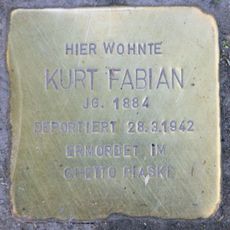 HIER WOHNTE
KURT FABIAN
JG. 1884
DEPORTIERT 28.3.1942
ERMORDET IM
GHETTO PIASKI